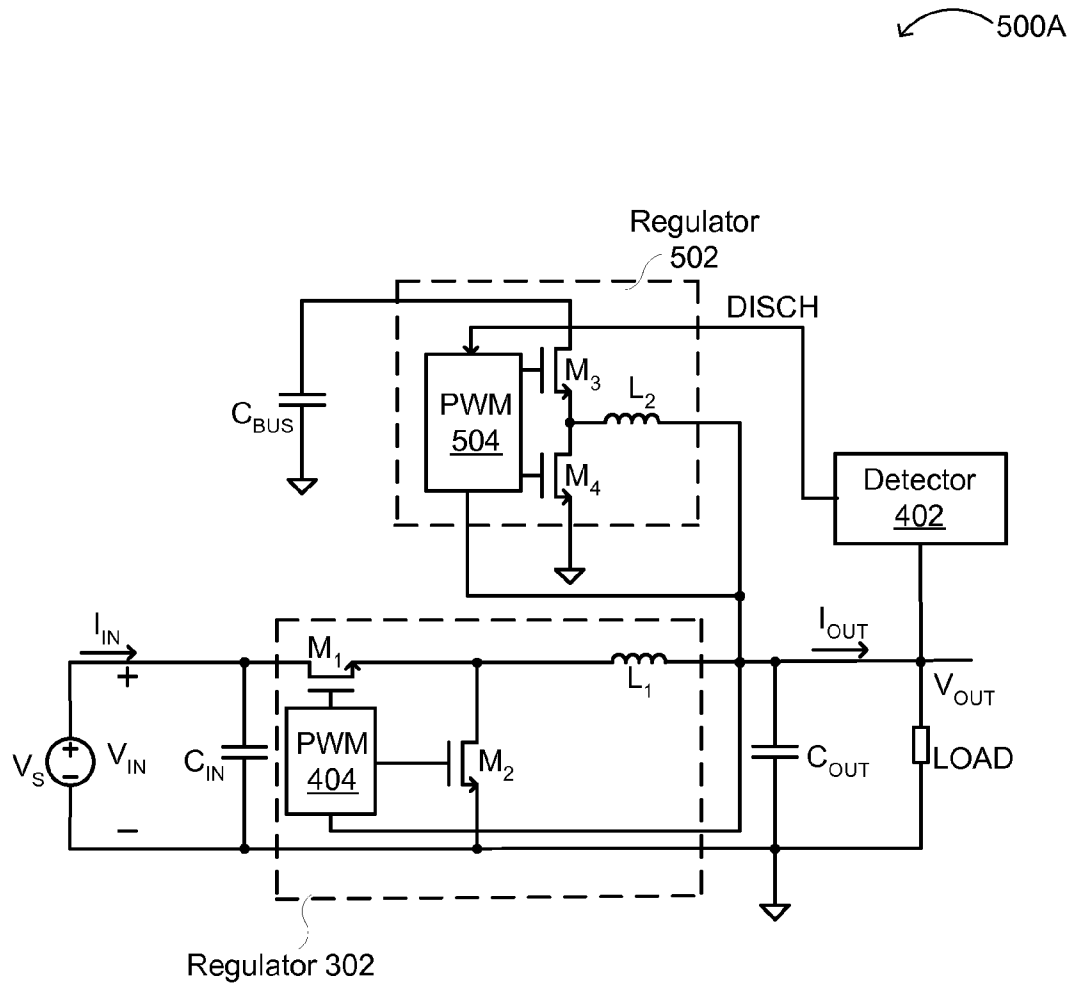 500A
Regulator
502
DISCH
M3
L2
PWM
504
CBUS
M4
Detector
402
IIN
M1
IOUT
+
L1
VOUT
PWM
404
VS
+
−
VIN
CIN
M2
COUT
LOAD
−
Regulator 302